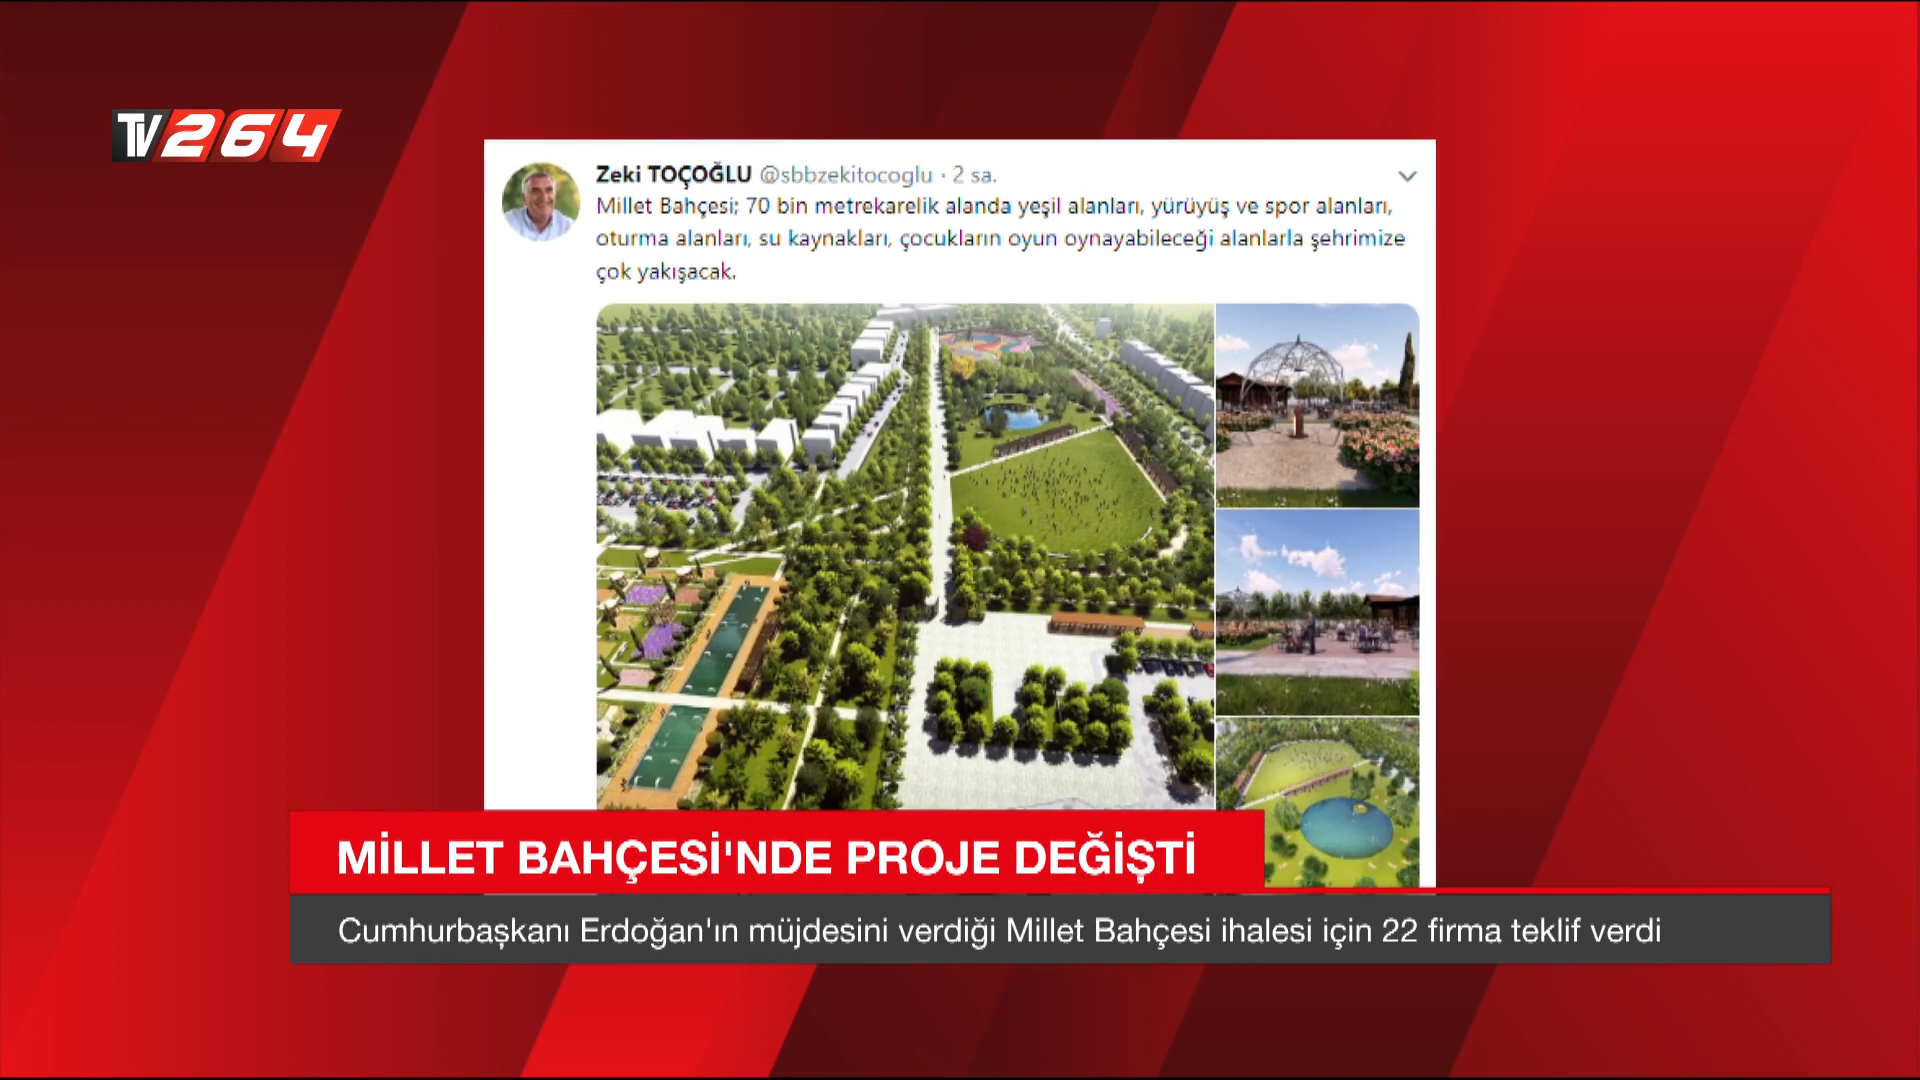 TV264
Zeki TOÇOĞLU @sbbzekitocoglu · 2 sa.
Millet Bahçesi; 70 bin metrekarelik alanda yeşil alanları, yürüyüş ve spor alanları,
oturma alanları, su kaynakları, çocukların oyun oynayabileceği alanlarla şehrimize
çok yakışacak.
MİLLET BAHÇESİ'NDE PROJE DEĞİŞTİ
Cumhurbaşkanı Erdoğan'ın müjdesini verdiği Millet Bahçesi ihalesi için 22 firma teklif verdi